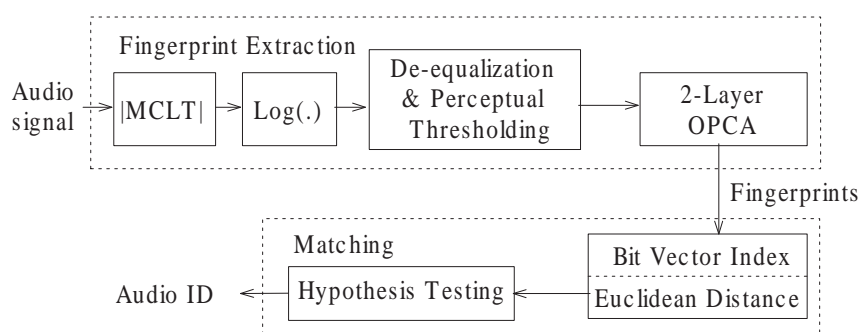 Fingerprint Extraction
Audio
signal
|MCLT|
Log(.)
De-equalization
& Perceptual
Thresholding
2-Layer
OPCA
Fingerprints
Matching
Bit Vector Index
Euclidean Distance
Hypothesis Testing
Audio ID